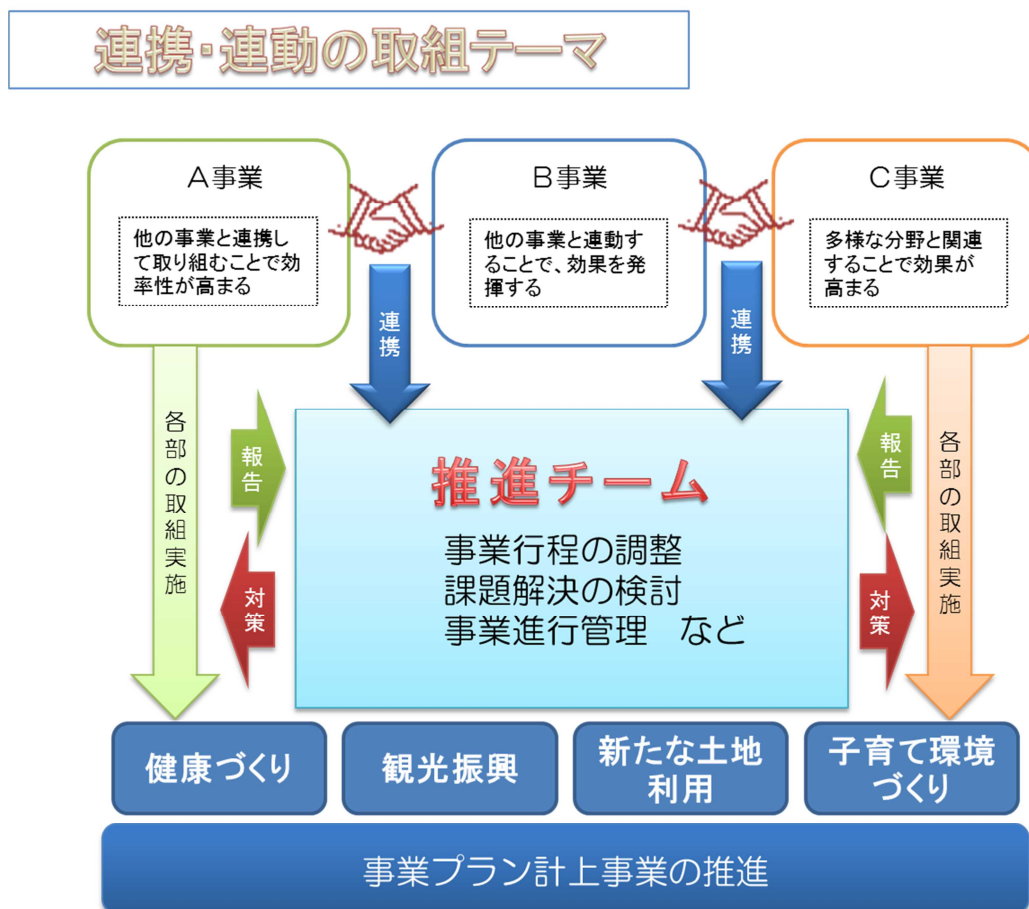 連携・連動の取組テーマ
A事業
他の事業と連携し
て取り組むことで効
率性が高まる
B事業
他の事業と連動す
ることで、効果を発
揮する
C事業
多様な分野と関連
することで効果が
高まる
連携
連携
各部の取組実施
報告
対策
推進チーム
事業行程の調整
課題解決の検討
事業進行管理　など
報告
対策
各部の取組実施
健康づくり
観光振興
新たな土地
利用
子育て環境
づくり
事業プラン計上事業の推進